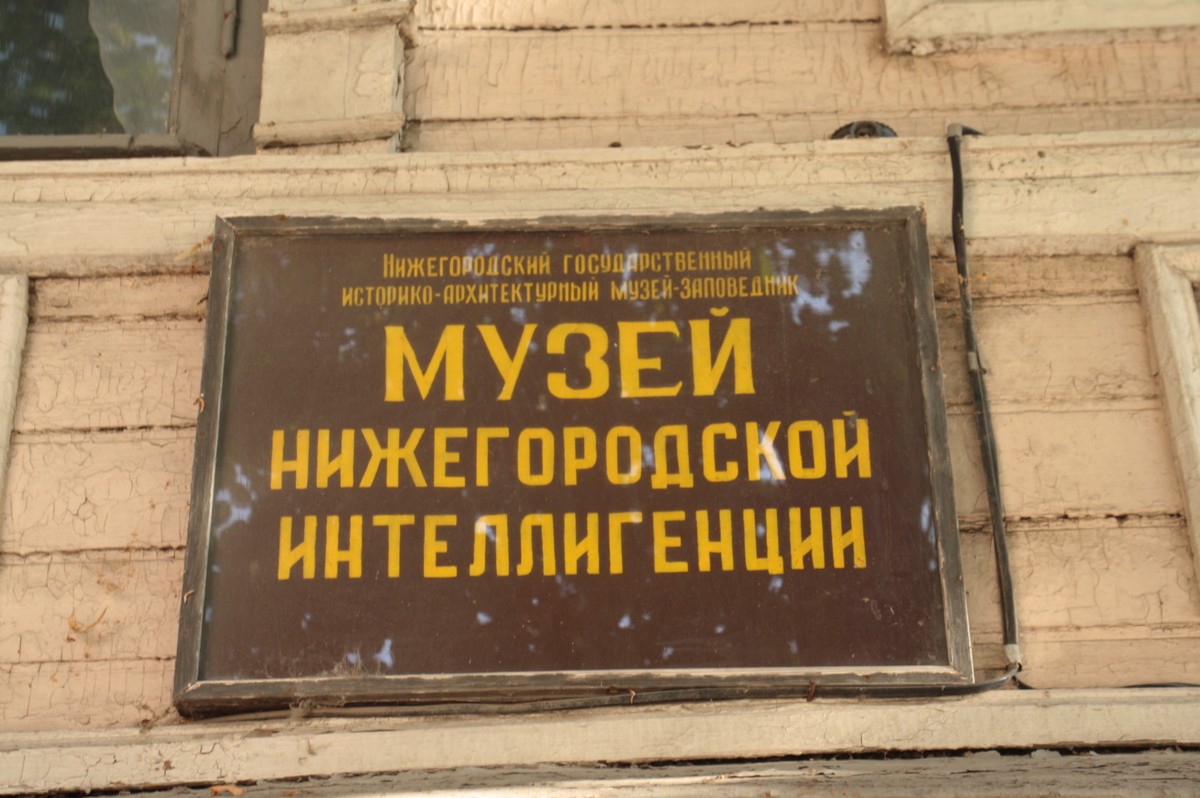 Нижегородский государственный
историко-архитектурный музей-заповедник
МУЗЕЙ
НИЖЕГОРОДСКОЙ
ИНТЕЛЛИГЕНЦИИ